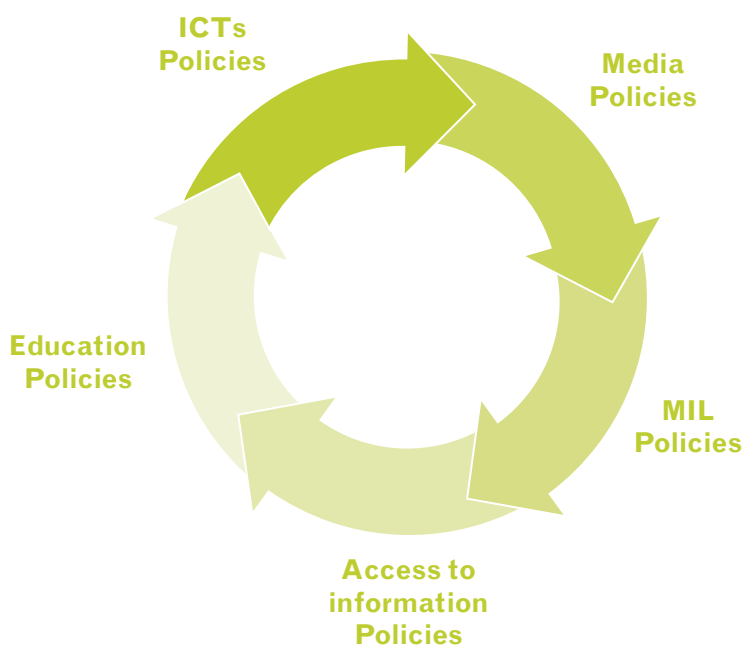 ICTs
Policies
Media
Policies
MIL
Policies
Access to
information
Policies
Education
Policies